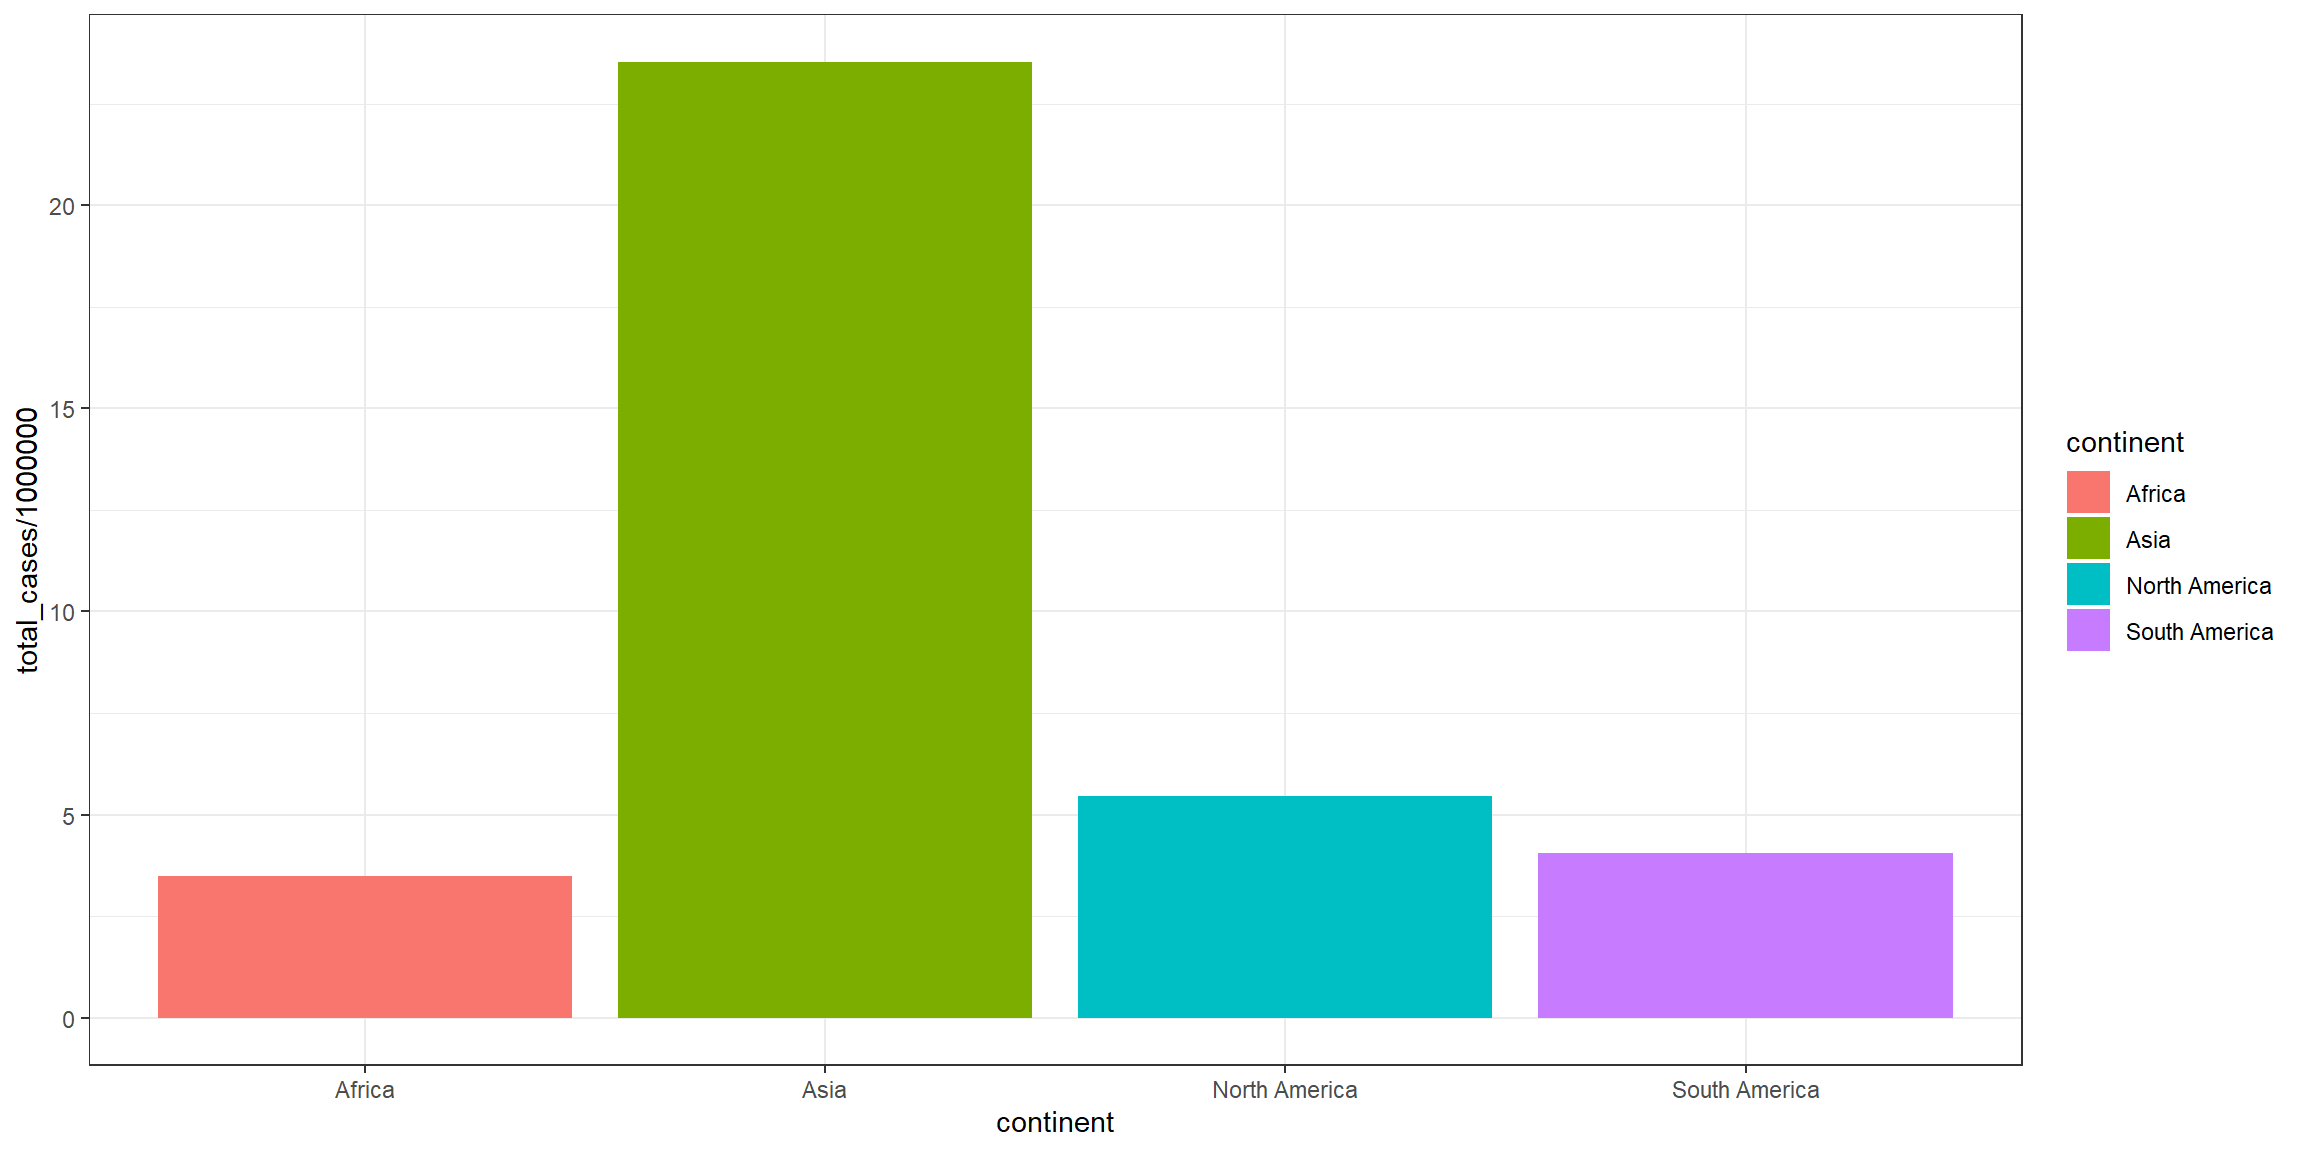 total_cases/1000000
20
15
10
5
0
Africa
Asia
North America
South America
continent
continent
Africa
Asia
North America
South America